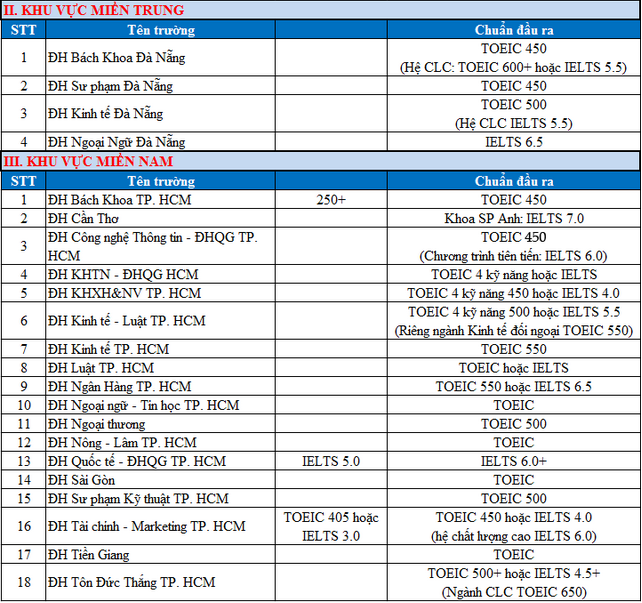 II. KHU VỰC MIỀN TRUNG
STT Tên trường Chuẩn đầu ra
1 ĐH Bách Khoa Đà Nẵng TOEIC 450
(Hệ CLC: TOEIC 600+ hoặc IELTS 5.5)
2 ĐH Sư phạm Đà Nẵng TOEIC 450
3 ĐH Kinh tế Đà Nẵng TOEIC 500
(Hệ CLC IELTS 5.5)
4 ĐH Ngoại Ngữ Đà Nẵng IELTS 6.5
III. KHU VỰC MIỀN NAM
STT Tên trường Chuẩn đầu ra
1 ĐH Bách Khoa TP. HCM 250+ TOEIC 450
2 ĐH Cần Thơ Khoa SP Anh: IELTS 7.0
3 ĐH Công nghệ Thông tin - ĐHQG TP. TOEIC 450
HCM (Chương trình tiên tiến: IELTS 6.0)
4 ĐH KHTN - ĐHQG HCM TOEIC 4 kỹ năng hoặc IELTS
5 ĐH KHXH&NV TP. HCM TOEIC 4 kỹ năng 450 hoặc IELTS 4.0
6 ĐH Kinh tế - Luật TP. HCM TOEIC 4 kỹ năng 500 hoặc IELTS 5.5
(Riêng ngành Kinh tế đối ngoại TOEIC 550)
7 ĐH Kinh tế TP. HCM TOEIC 550
8 ĐH Luật TP. HCM TOEIC hoặc IELTS
9 ĐH Ngân Hàng TP. HCM TOEIC 550 hoặc IELTS 6.5
10 ĐH Ngoại ngữ - Tin học TP. HCM TOEIC
11 ĐH Ngoại thương TOEIC 500
12 ĐH Nông - Lâm TP. HCM TOEIC
13 ĐH Quốc tế - ĐHQG TP. HCM IELTS 5.0 IELTS 6.0+
14 ĐH Sài Gòn TOEIC
15 ĐH Sư phạm Kỹ thuật TP. HCM TOEIC 500
16 ĐH Tài chính - Marketing TP. HCM TOEIC 405 hoặc TOEIC 450 hoặc IELTS 4.0
IELTS 3.0 (hệ chất lượng cao IELTS 6.0)
17 ĐH Tiền Giang TOEIC
18 ĐH Tôn Đức Thắng TP. HCM TOEIC 500+ hoặc IELTS 4.5+
(Ngành CLC TOEIC 650)